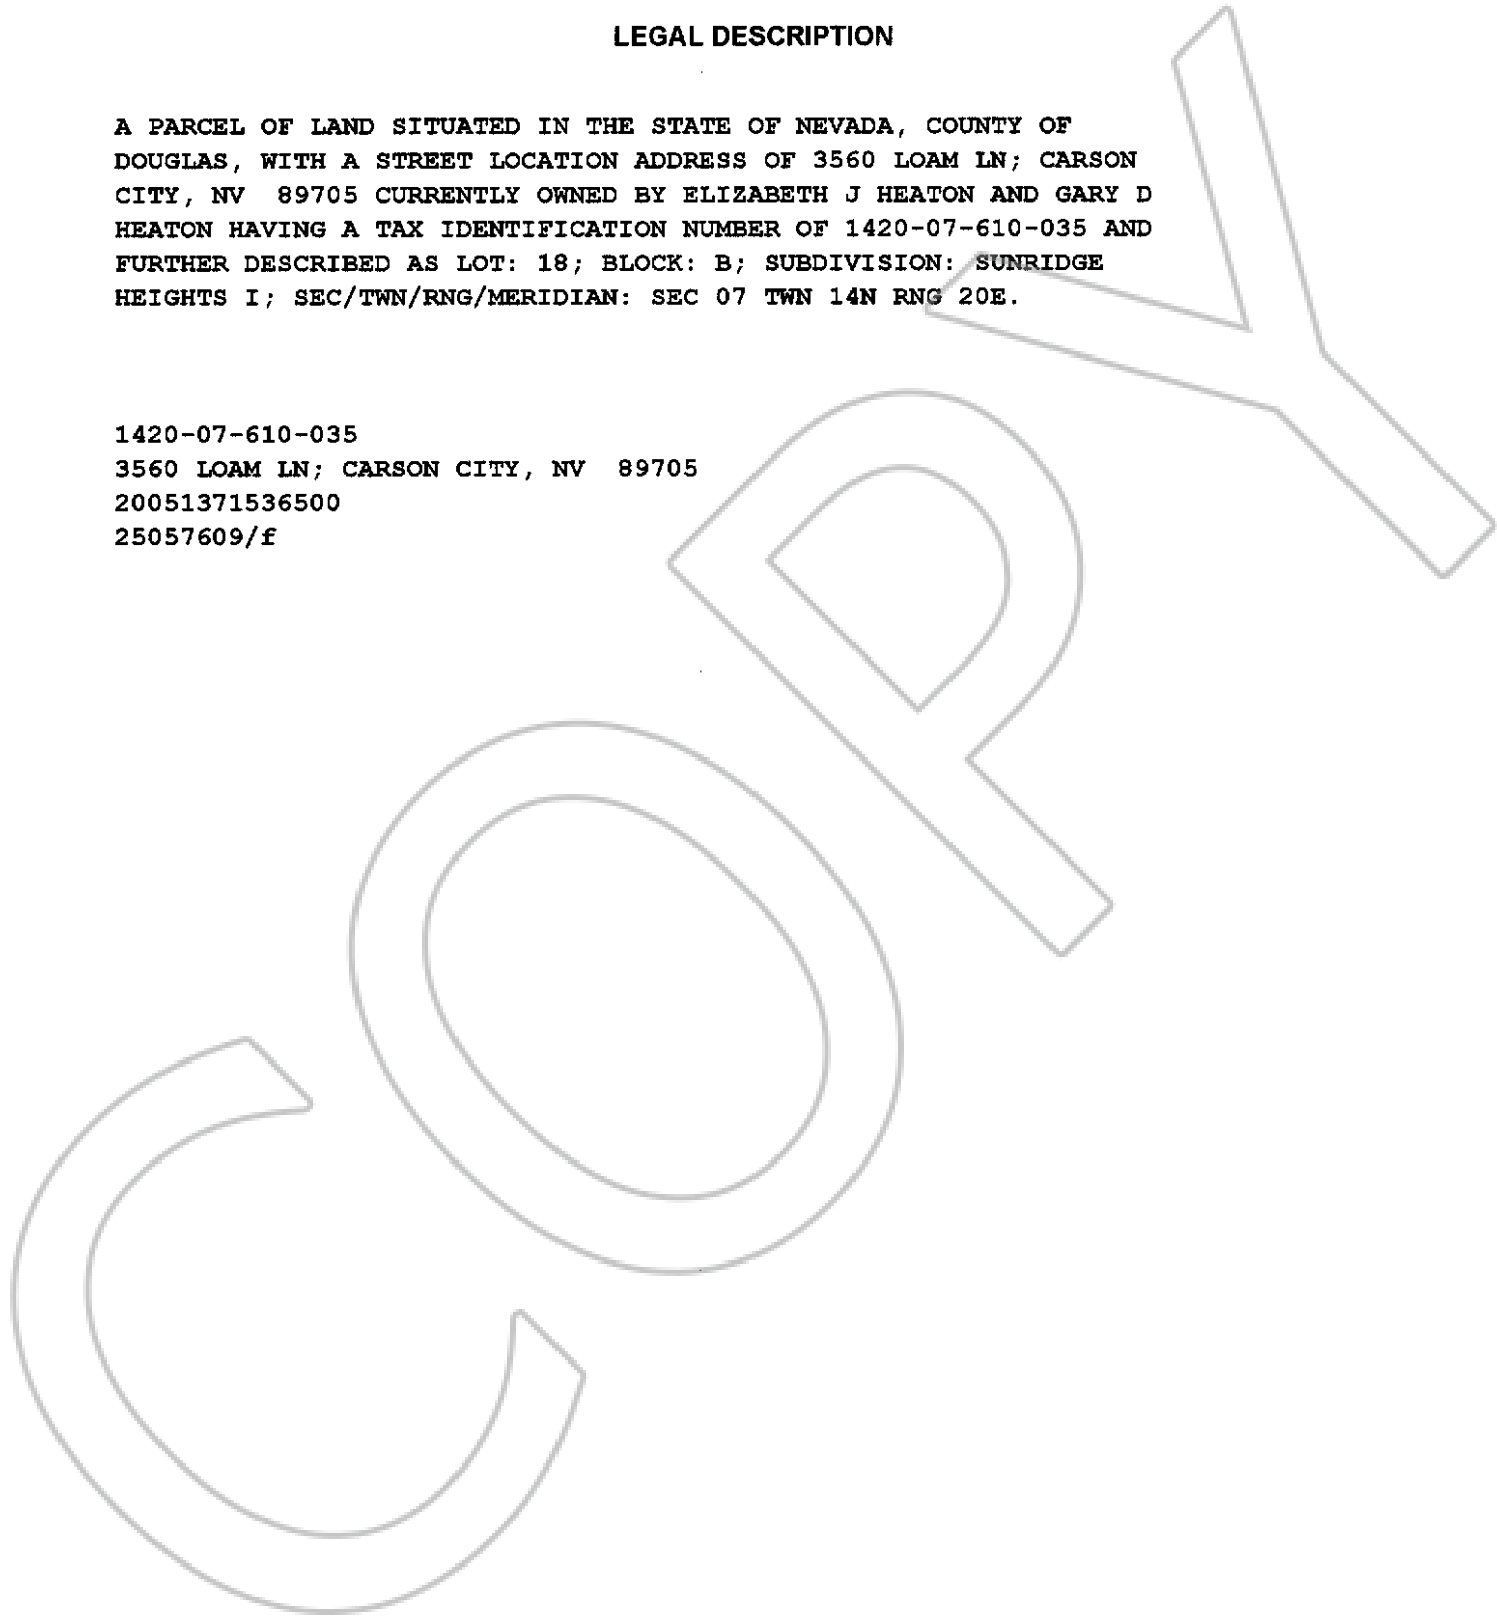 LEGAL DESCRIPTION
A PARCEL OF LAND SITUATED IN THE STATE OF NEVADA, COUNTY OF
DOUGLAS, WITH A STREET LOCATION ADDRESS OF 3560 LOAM LN; CARSON
CITY, NV  89705 CURRENTLY OWNED BY ELIZABETH J HEATON AND GARY D
HEATON HAVING A TAX IDENTIFICATION NUMBER OF 1420-07-610-035 AND
FURTHER DESCRIBED AS LOT: 18; BLOCK: B; SUBDIVISION: SUNRIDGE
HEIGHTS I; SEC/TWN/RNG/MERIDIAN: SEC 07 TWN 14N RNG 20E.
1420-07-610-035
3560 LOAM LN; CARSON CITY, NV  89705
20051371536500
25057609/f
COPY